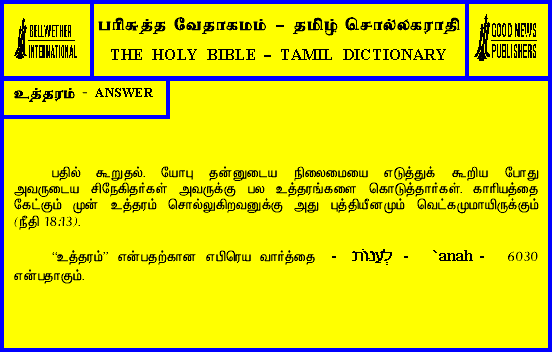 BELLWETHER
INTERNATIONAL
பரிசுத்த வேதாகமம் – தமிழ் சொல்லகராதி
THE HOLY BIBLE – TAMIL DICTIONARY
GOOD NEWS
PUBLISHERS
உத்தரம் - ANSWER
பதில் கூறுதல். யோபு தன்னுடைய நிலைமையை எடுத்துக் கூறிய போது
அவருடைய சிநேகிதர்கள் அவருக்கு பல உத்தரங்களை கொடுத்தார்கள். காரியத்தை
கேட்கும் முன் உத்தரம் சொல்லுகிறவனுக்கு அது புத்தியீனமும் வெட்கமுமாயிருக்கும்
(நீதி 18:13).
“உத்தரம்” என்பதற்கான எபிரெய வார்த்தை - לַעֲנוֹת - `anah - 6030
என்பதாகும்.